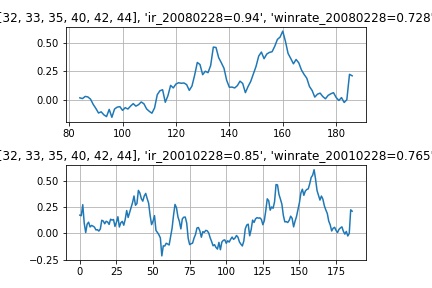 [32, 33, 35, 40, 42, 44], 'ir_20080228=0.94', 'winrate_20080228=0.728'
0.50
0.25
0.00
80 100 120 140 160 180
[32, 33, 35, 40, 42, 44], 'ir_20010228=0.85', 'winrate_20010228=0.765'
0.50
0.25
0.00
−0.25
0 25 50 75 100 125 150 175